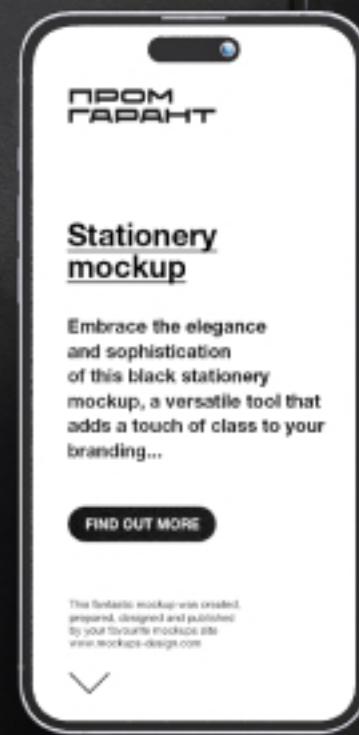 ПРОМ
ГАРАНТ
Stationery
mockup
Embrace the elegance
and sophistication
of this black stationery
mockup, a versatile tool that
adds a touch of class to your
branding...
FIND OUT MORE
This fantastic mockup was created,
prepared, designed and published
by your favourite mockups site
www.mockups-design.com